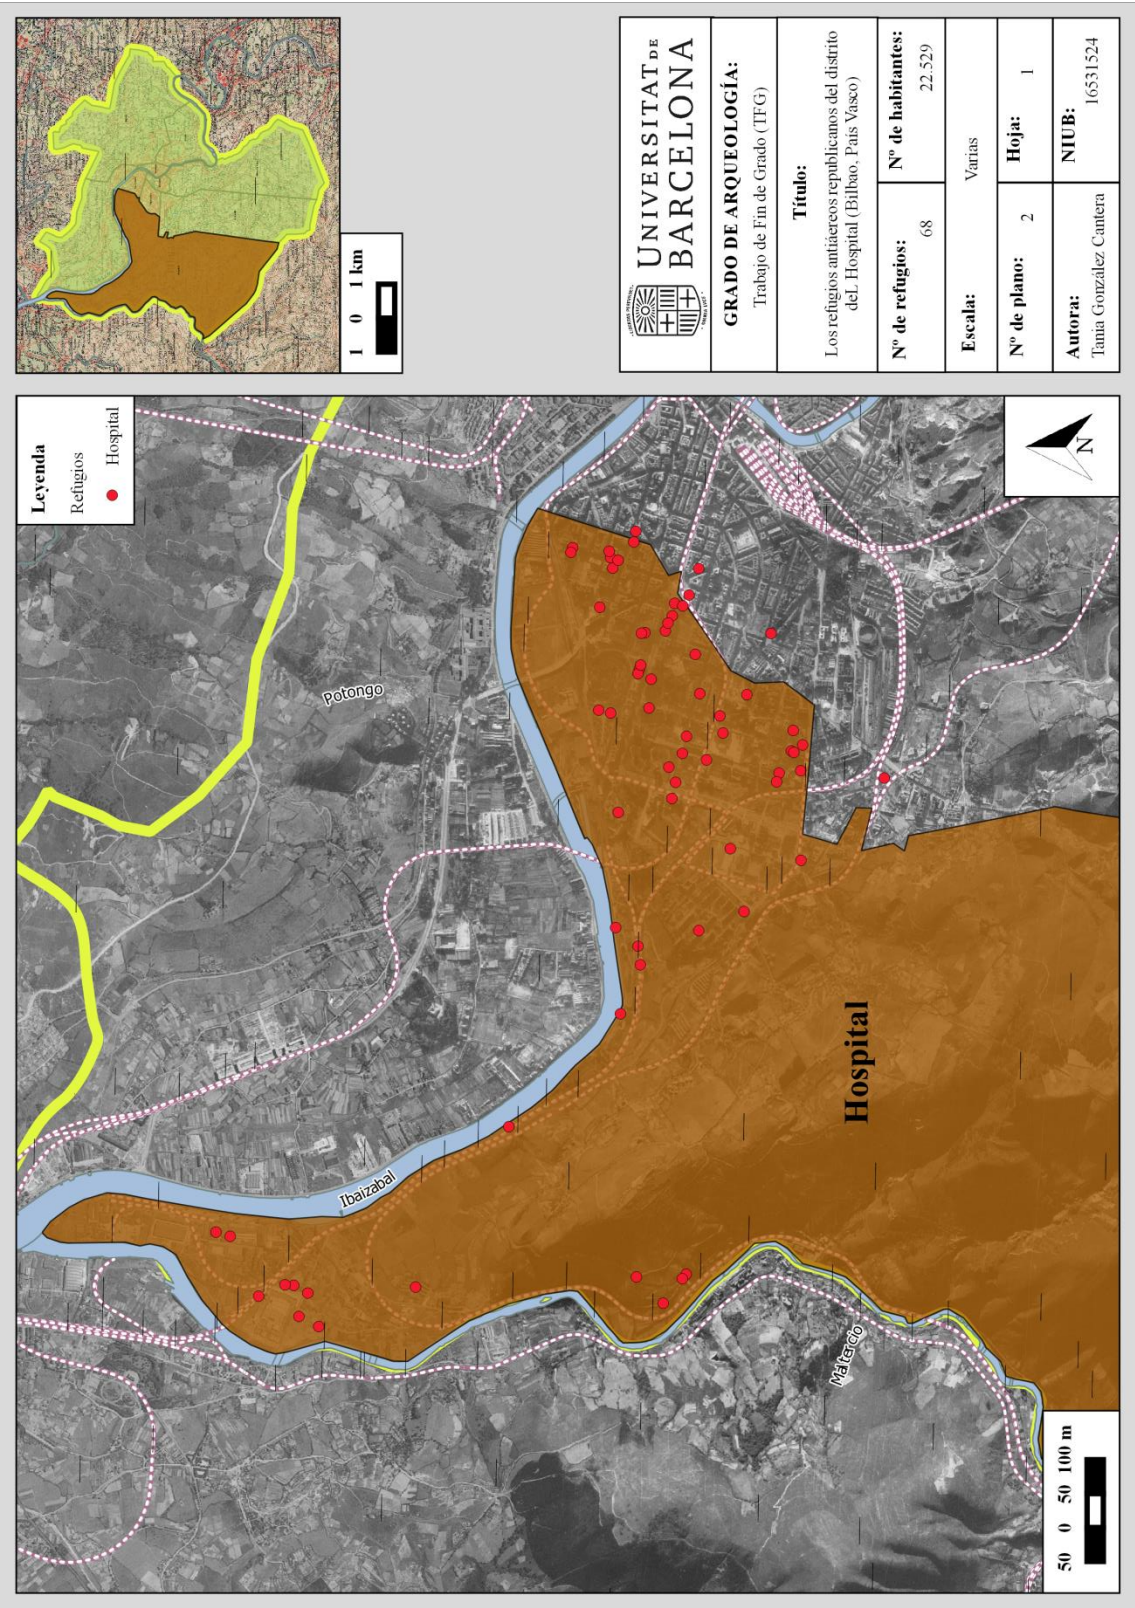 Leyenda
Refugios
Hospital
Potongo
Ibaizabal
Hospital
Maltercio
N
50 0 50 100 m
1 0 1 km
UNIVERSITAT DE
BARCELONA
GRADO DE ARQUEOLOGÍA:
Trabajo de Fin de Grado (TFG)
Título:
Los refugios antiáereos republicanos del distrito
del. Hospital (Bilbao, País Vasco)
Nº de refugios:
68
Nº de habitantes:
22.529
Escala:
Varias
Nº de plano:
2
Hoja:
1
Autora:
Tania González Cantera
NIUB:
16531524